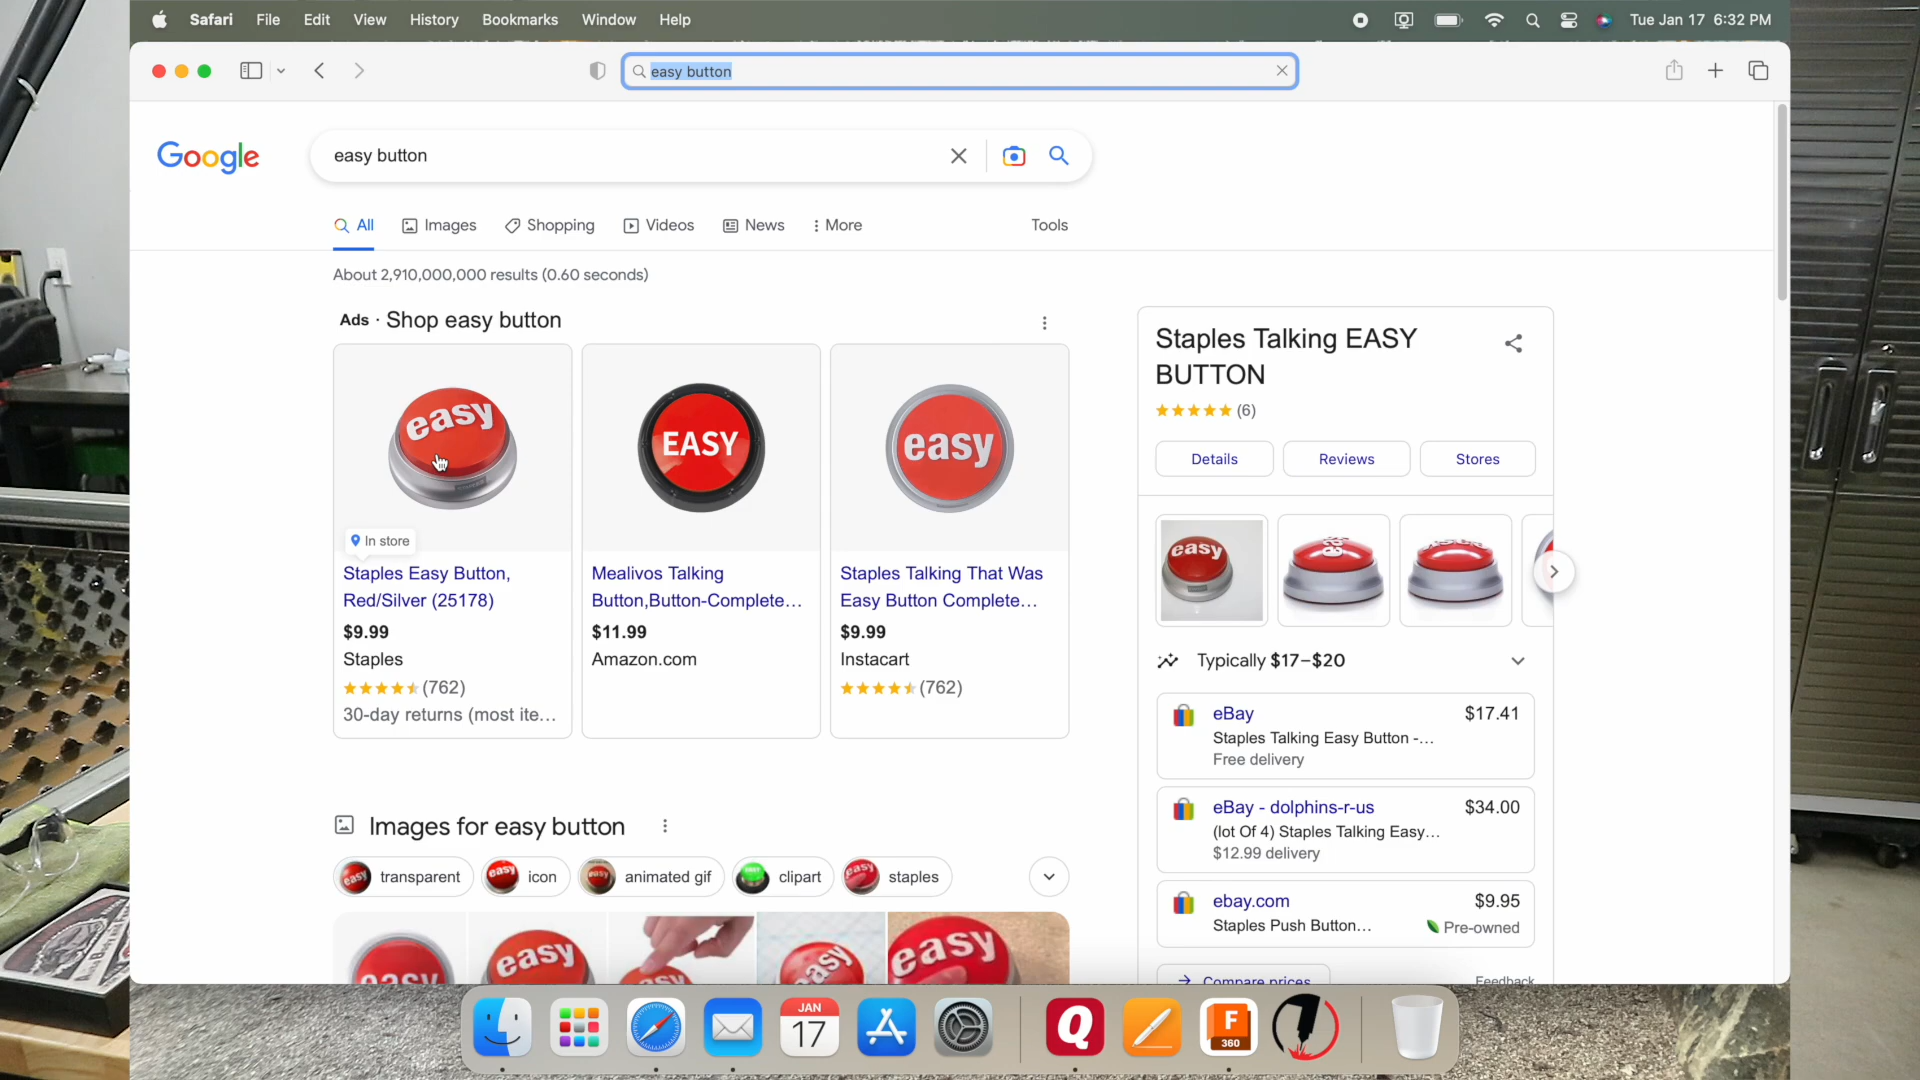 Safari File Edit View History Bookmarks Window Help Tue Jan 17 6:32 PM
easy button
Google
easy button
All Images Shopping Videos News More Tools
About 2,910,000,000 results (0.60 seconds)
Ads · Shop easy button
easy
EASY
easy
In store
Staples Easy Button,
Red/Silver (25178)
$9.99
Staples
(762)
30-day returns (most ite...
Mealivos Talking
Button,Button-Complete...
$11.99
Amazon.com
Staples Talking That Was
Easy Button Complete...
$9.99
Instacart
(762)
Staples Talking EASY
BUTTON
(6)
Details Reviews Stores
easy
Typically $17–$20
eBay $17.41
Staples Talking Easy Button -...
Free delivery
eBay - dolphins-r-us $34.00
(lot Of 4) Staples Talking Easy...
$12.99 delivery
ebay.com $9.95
Staples Push Button... Pre-owned
Compare prices Feedback
Images for easy button
transparent icon animated gif clipart staples
easy
easy
easy
easy
easy
JAN
17
Q
F
360